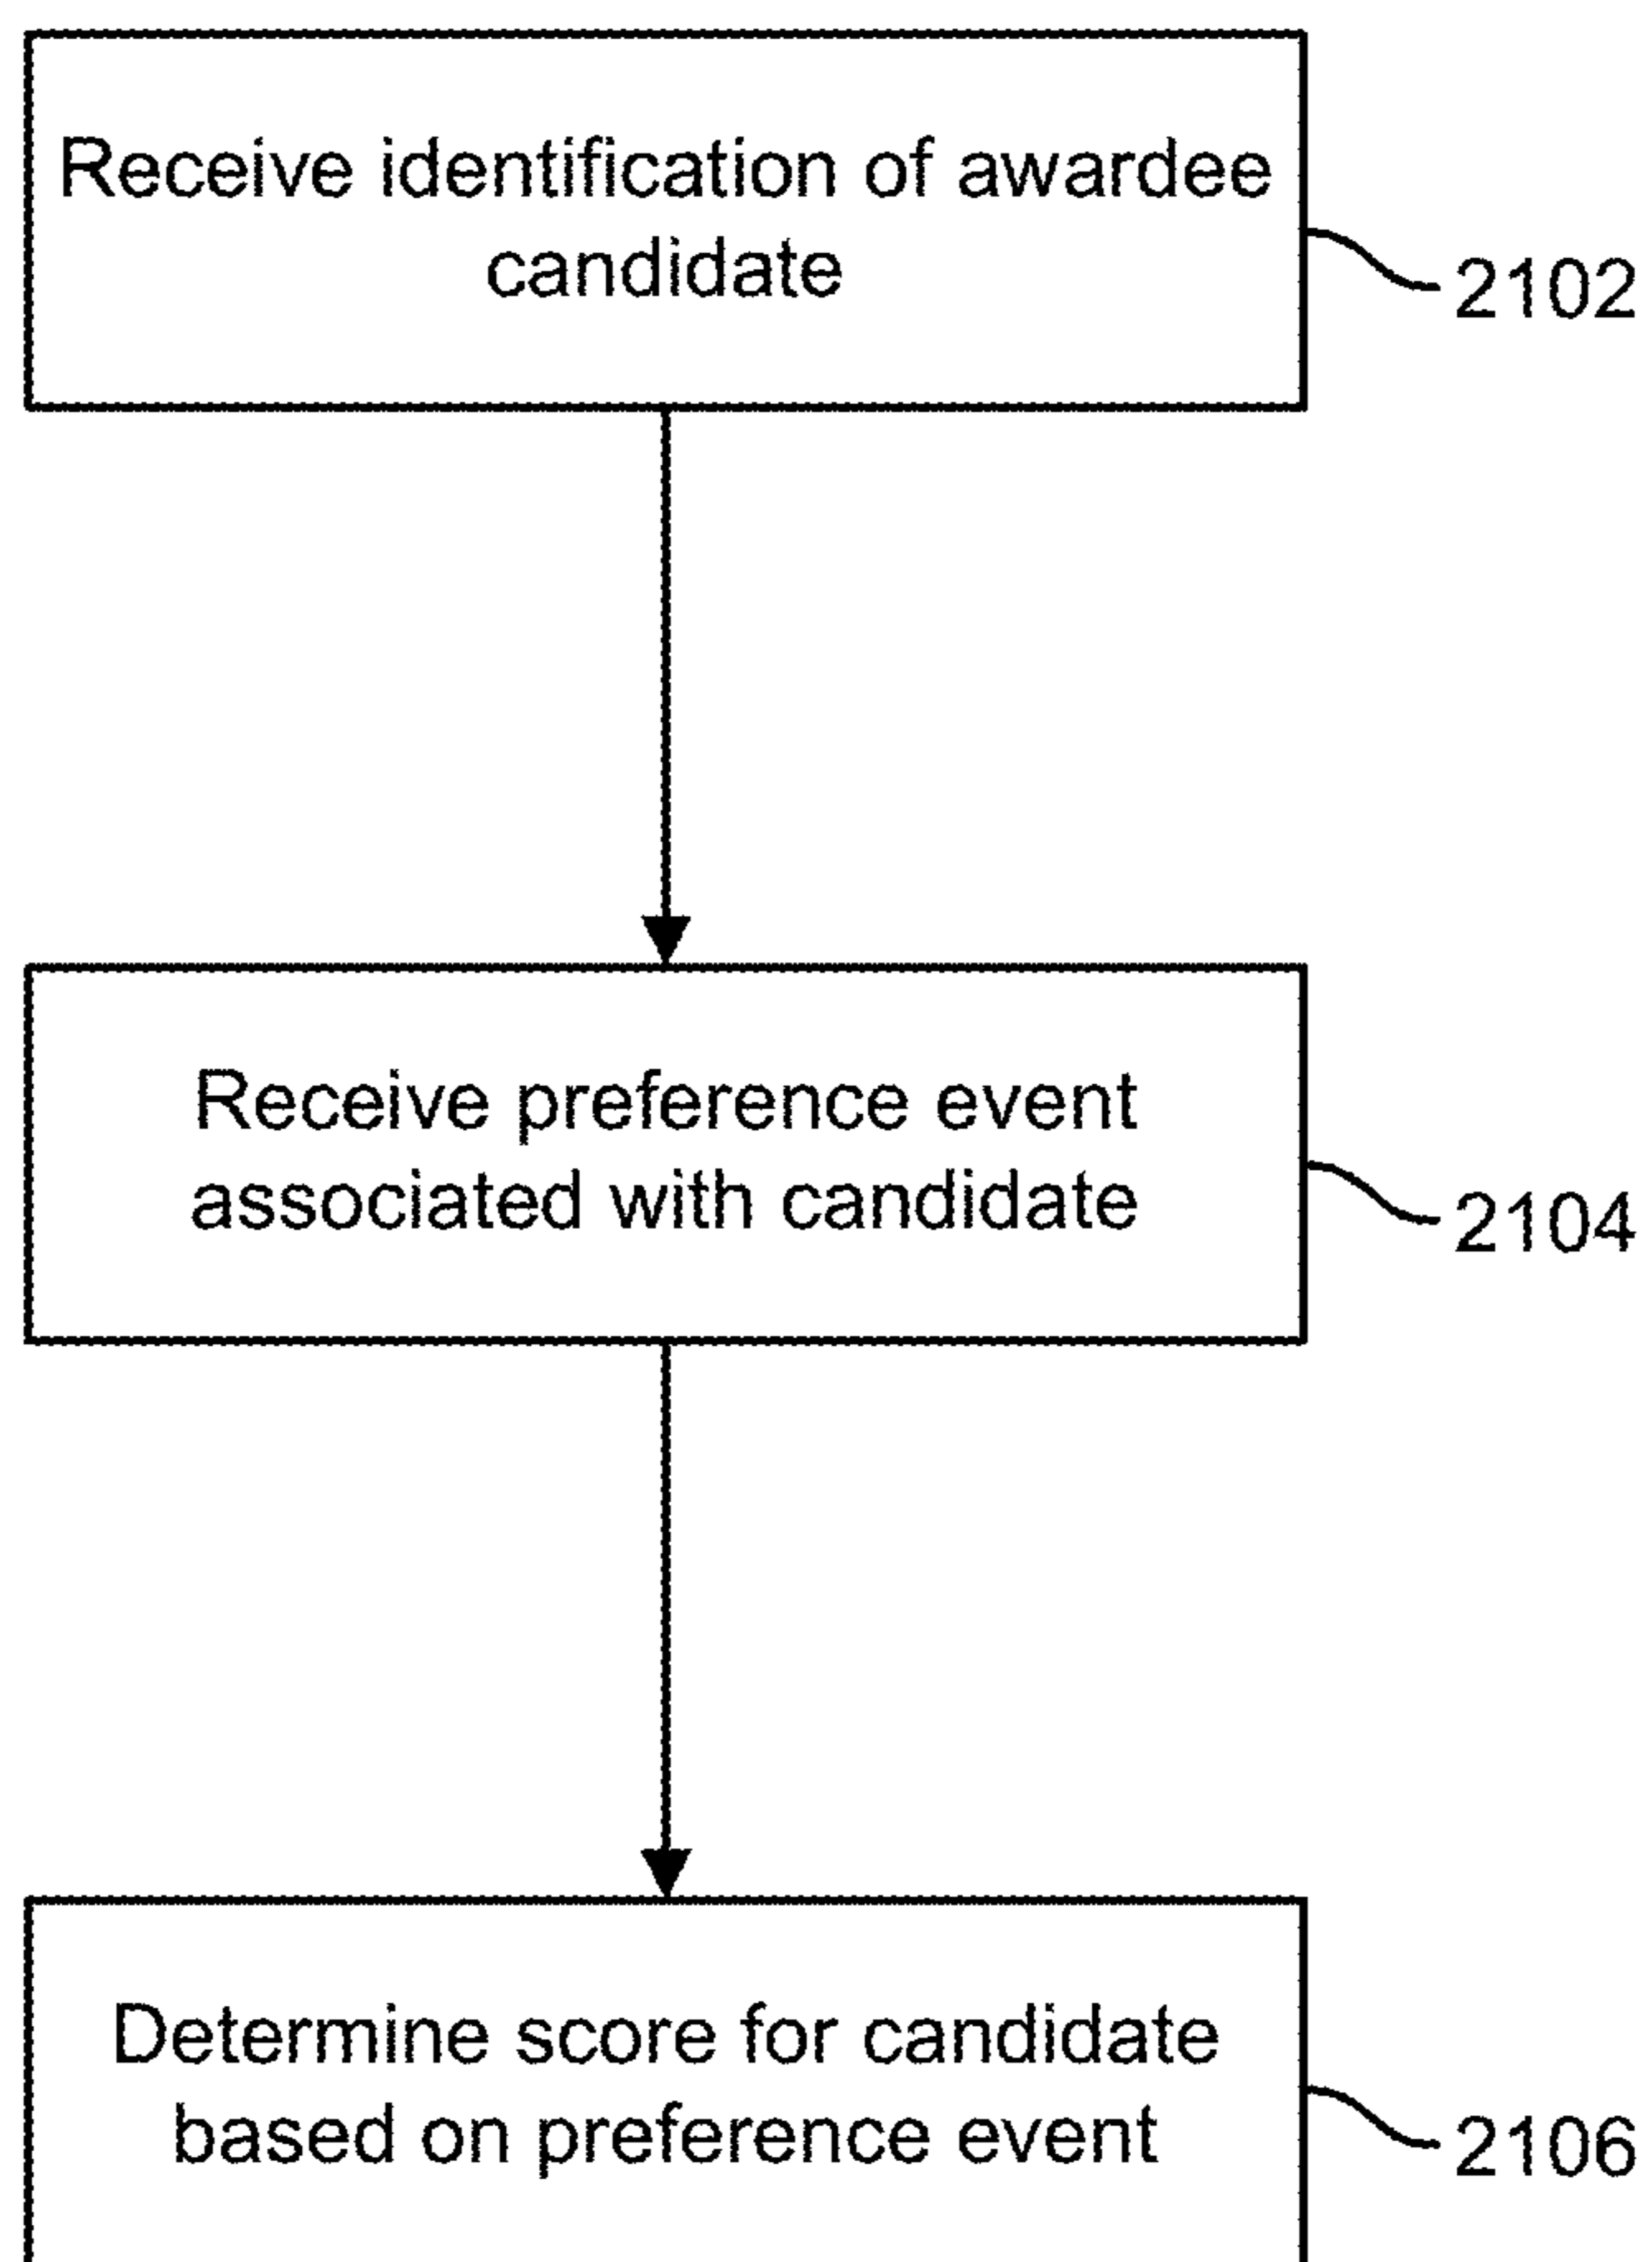 Receive identification of awardee
candidate
2102
Receive preference event
associated with candidate
2104
Determine score for candidate
based on preference event
2106